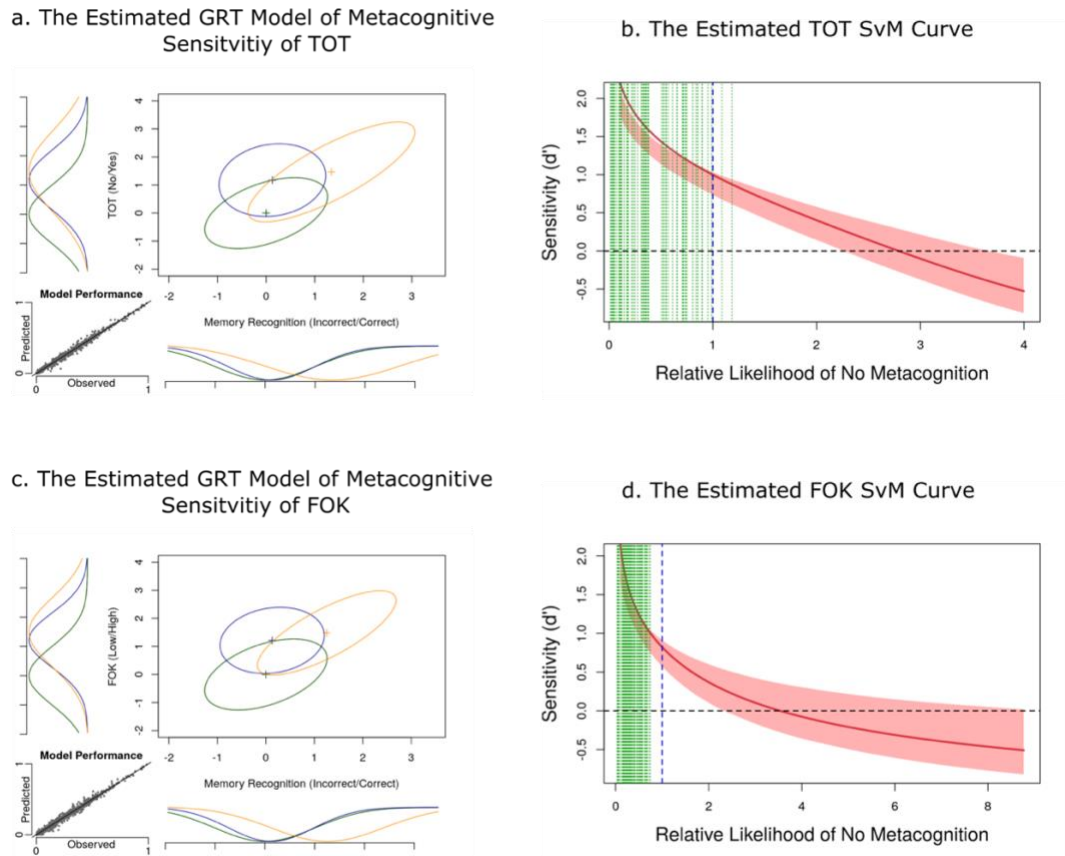 a. The Estimated GRT Model of Metacognitive
Sensitvitiy of TOT
TOT (No/Yes)
4
3
2
1
0
-1
-2
-2 -1 0 1 2 3
Memory Recognition (Incorrect/Correct)
Model Performance
Predicted
0 1
Observed
0 1
b. The Estimated TOT SvM Curve
Sensitivity (d')
2.0
1.5
1.0
0.5
0.0
-0.5
0 1 2 3 4
Relative Likelihood of No Metacognition
c. The Estimated GRT Model of Metacognitive
Sensitvitiy of FOK
FOK (Low/High)
4
3
2
1
0
-1
-2
-2 -1 0 1 2 3
Memory Recognition (Incorrect/Correct)
Model Performance
Predicted
0 1
Observed
0 1
d. The Estimated FOK SvM Curve
Sensitivity (d')
2.0
1.5
1.0
0.5
0.0
-0.5
0 2 4 6 8
Relative Likelihood of No Metacognition